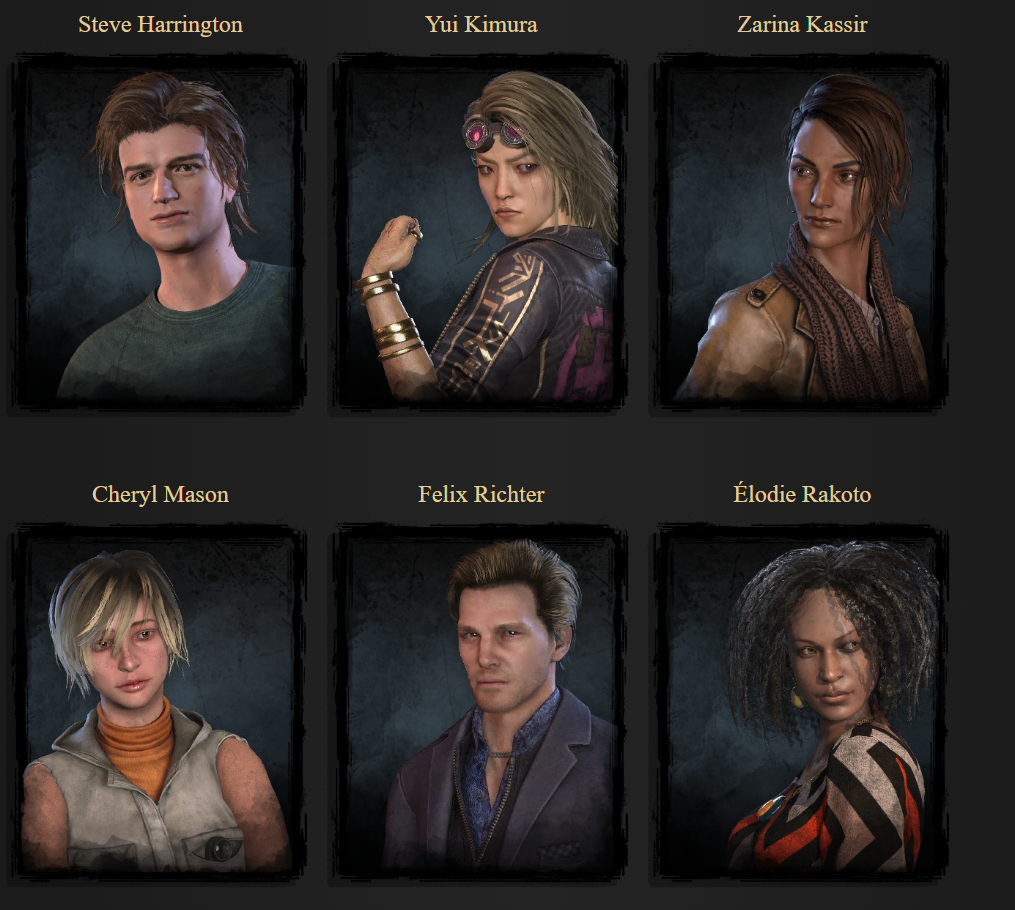 Steve Harrington
Yui Kimura
Zarina Kassir
Cheryl Mason
Felix Richter
Élodie Rakoto